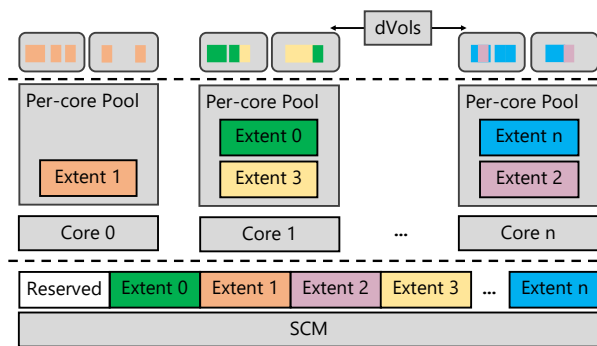 dVols
Per-core Pool Per-core Pool Per-core Pool
Extent 0 Extent n
Extent 1 Extent 3 Extent 2
Core 0 Core 1 ... Core n
Reserved Extent 0 Extent 1 Extent 2 Extent 3 ... Extent n
SCM